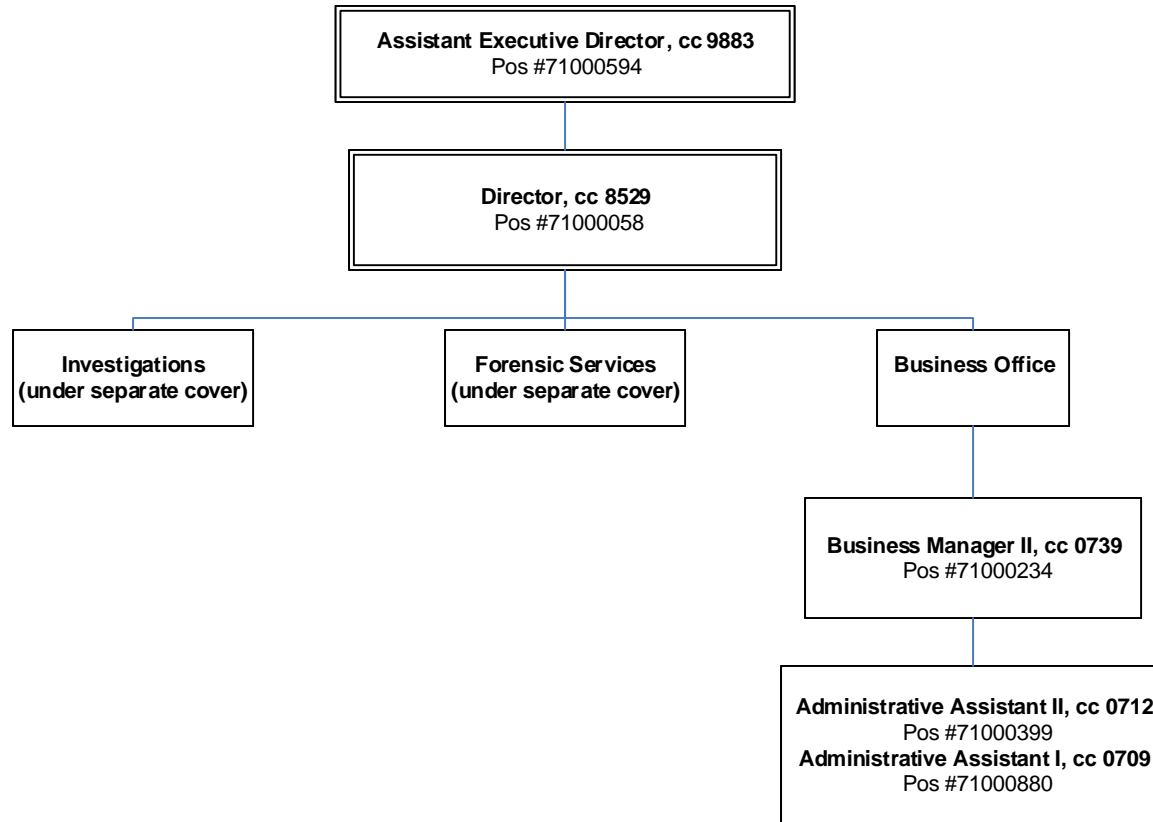 Assistant Executive Director, cc 9883
Pos #71000594
Director, cc 8529
Pos #71000058
Investigations
(under separate cover)
Forensic Services
(under separate cover)
Business Office
Business Manager II, cc 0739
Pos #71000234
Administrative Assistant II, cc 0712
Pos #71000399
Administrative Assistant I, cc 0709
Pos #71000880